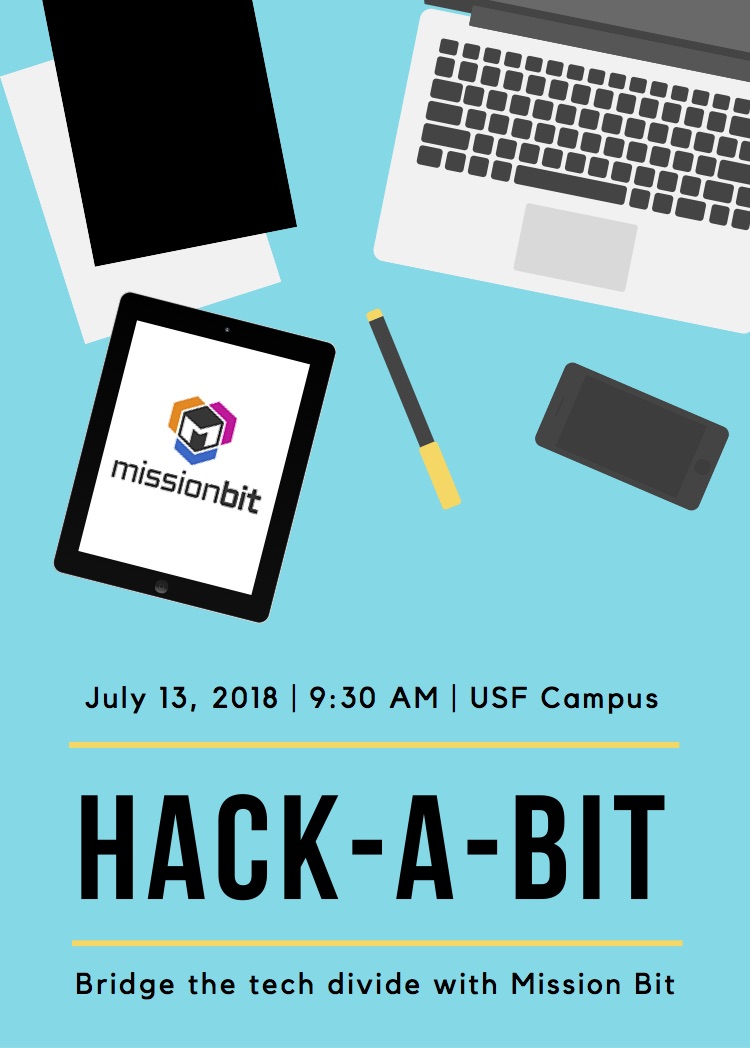 missionbit
July 13, 2018 | 9:30 AM | USF Campus
HACK-A-BIT
Bridge the tech divide with Mission Bit